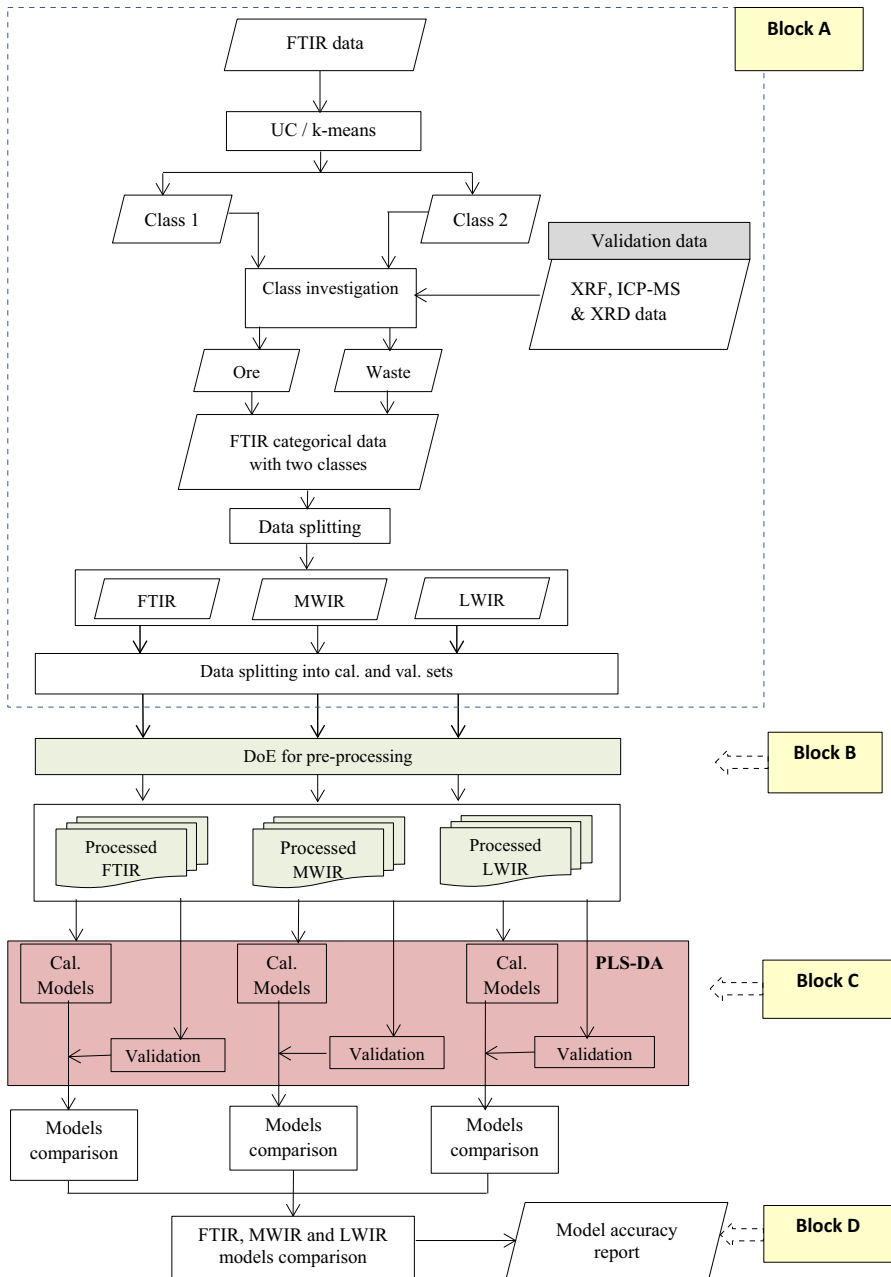 Block A
FTIR data
UC / k-means
Class 1
Class 2
Validation data
XRF, ICP-MS
& XRD data
Class investigation
Ore
Waste
FTIR categorical data
with two classes
Data splitting
FTIR
MWIR
LWIR
Data splitting into cal. and val. sets
Block B
DoE for pre-processing
Processed
FTIR
Processed
MWIR
Processed
LWIR
PLS-DA
Block C
Cal.
Models
Cal.
Models
Cal.
Models
Validation
Validation
Validation
Models
comparison
Models
comparison
Models
comparison
FTIR, MWIR and LWIR
models comparison
Model accuracy
report
Block D